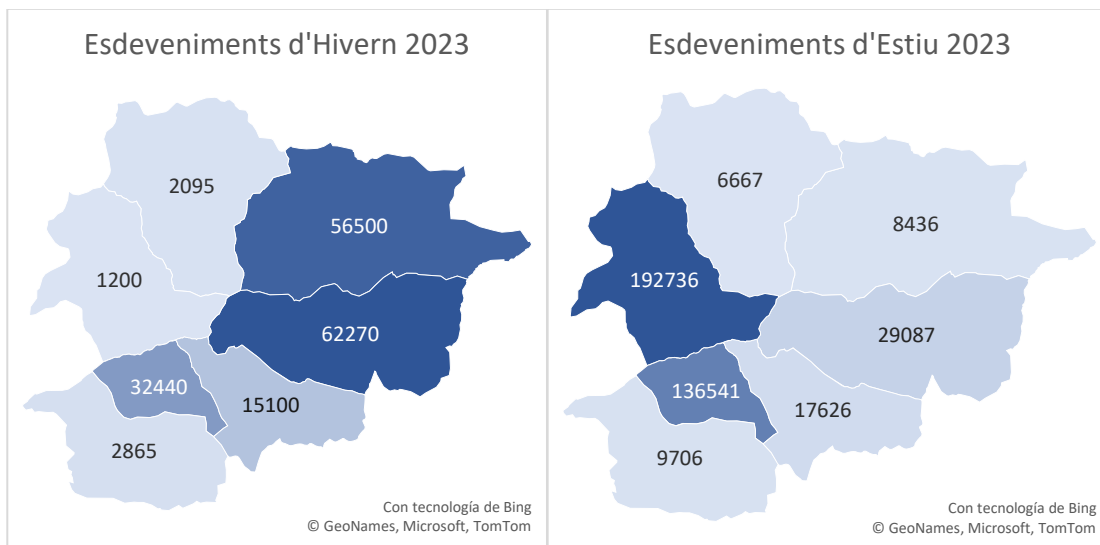 Esdeveniments d'Hivern 2023
2095
56500
1200
62270
32440
15100
2865
Con tecnología de Bing
© GeoNames, Microsoft, TomTom
Esdeveniments d'Estiu 2023
6667
8436
192736
29087
136541
17626
9706
Con tecnología de Bing
© GeoNames, Microsoft, TomTom